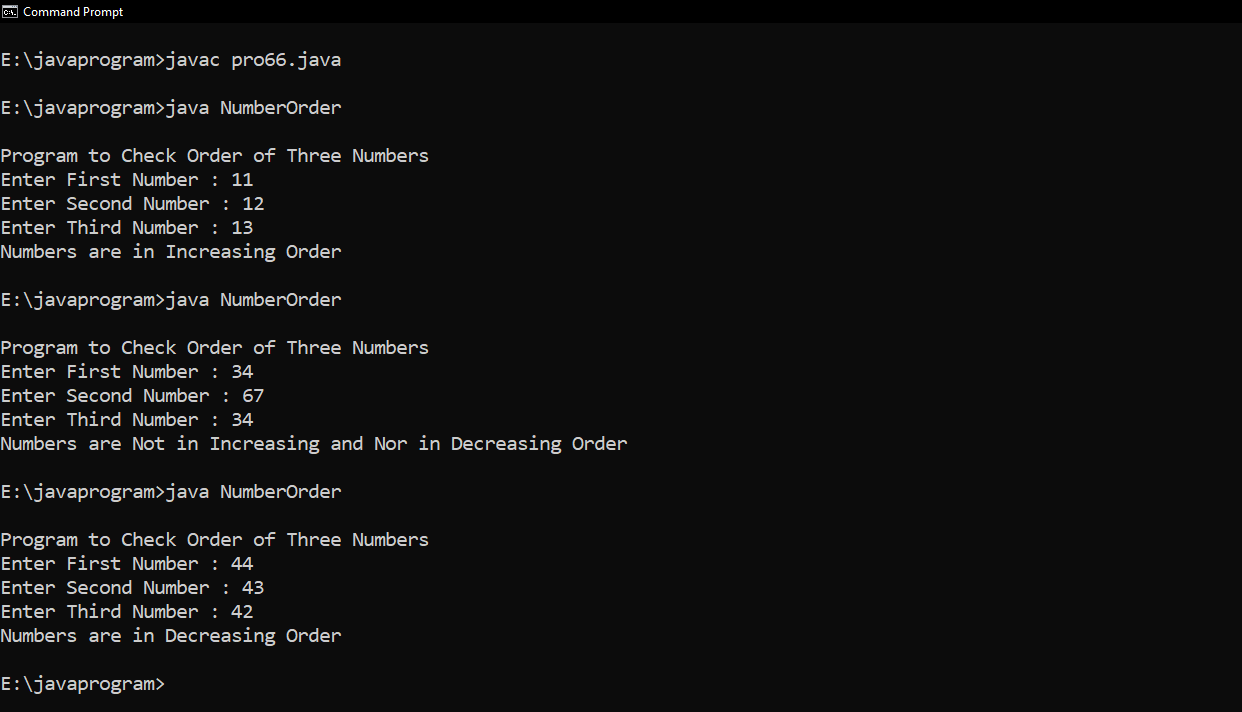 Command Prompt
E:\javaprogram>javac pro66.java
E:\javaprogram>java NumberOrder
Program to Check Order of Three Numbers
Enter First Number : 11
Enter Second Number : 12
Enter Third Number : 13
Numbers are in Increasing Order
E:\javaprogram>java NumberOrder
Program to Check Order of Three Numbers
Enter First Number : 34
Enter Second Number : 67
Enter Third Number : 34
Numbers are Not in Increasing and Nor in Decreasing Order
E:\javaprogram>java NumberOrder
Program to Check Order of Three Numbers
Enter First Number : 44
Enter Second Number : 43
Enter Third Number : 42
Numbers are in Decreasing Order
E:\javaprogram>